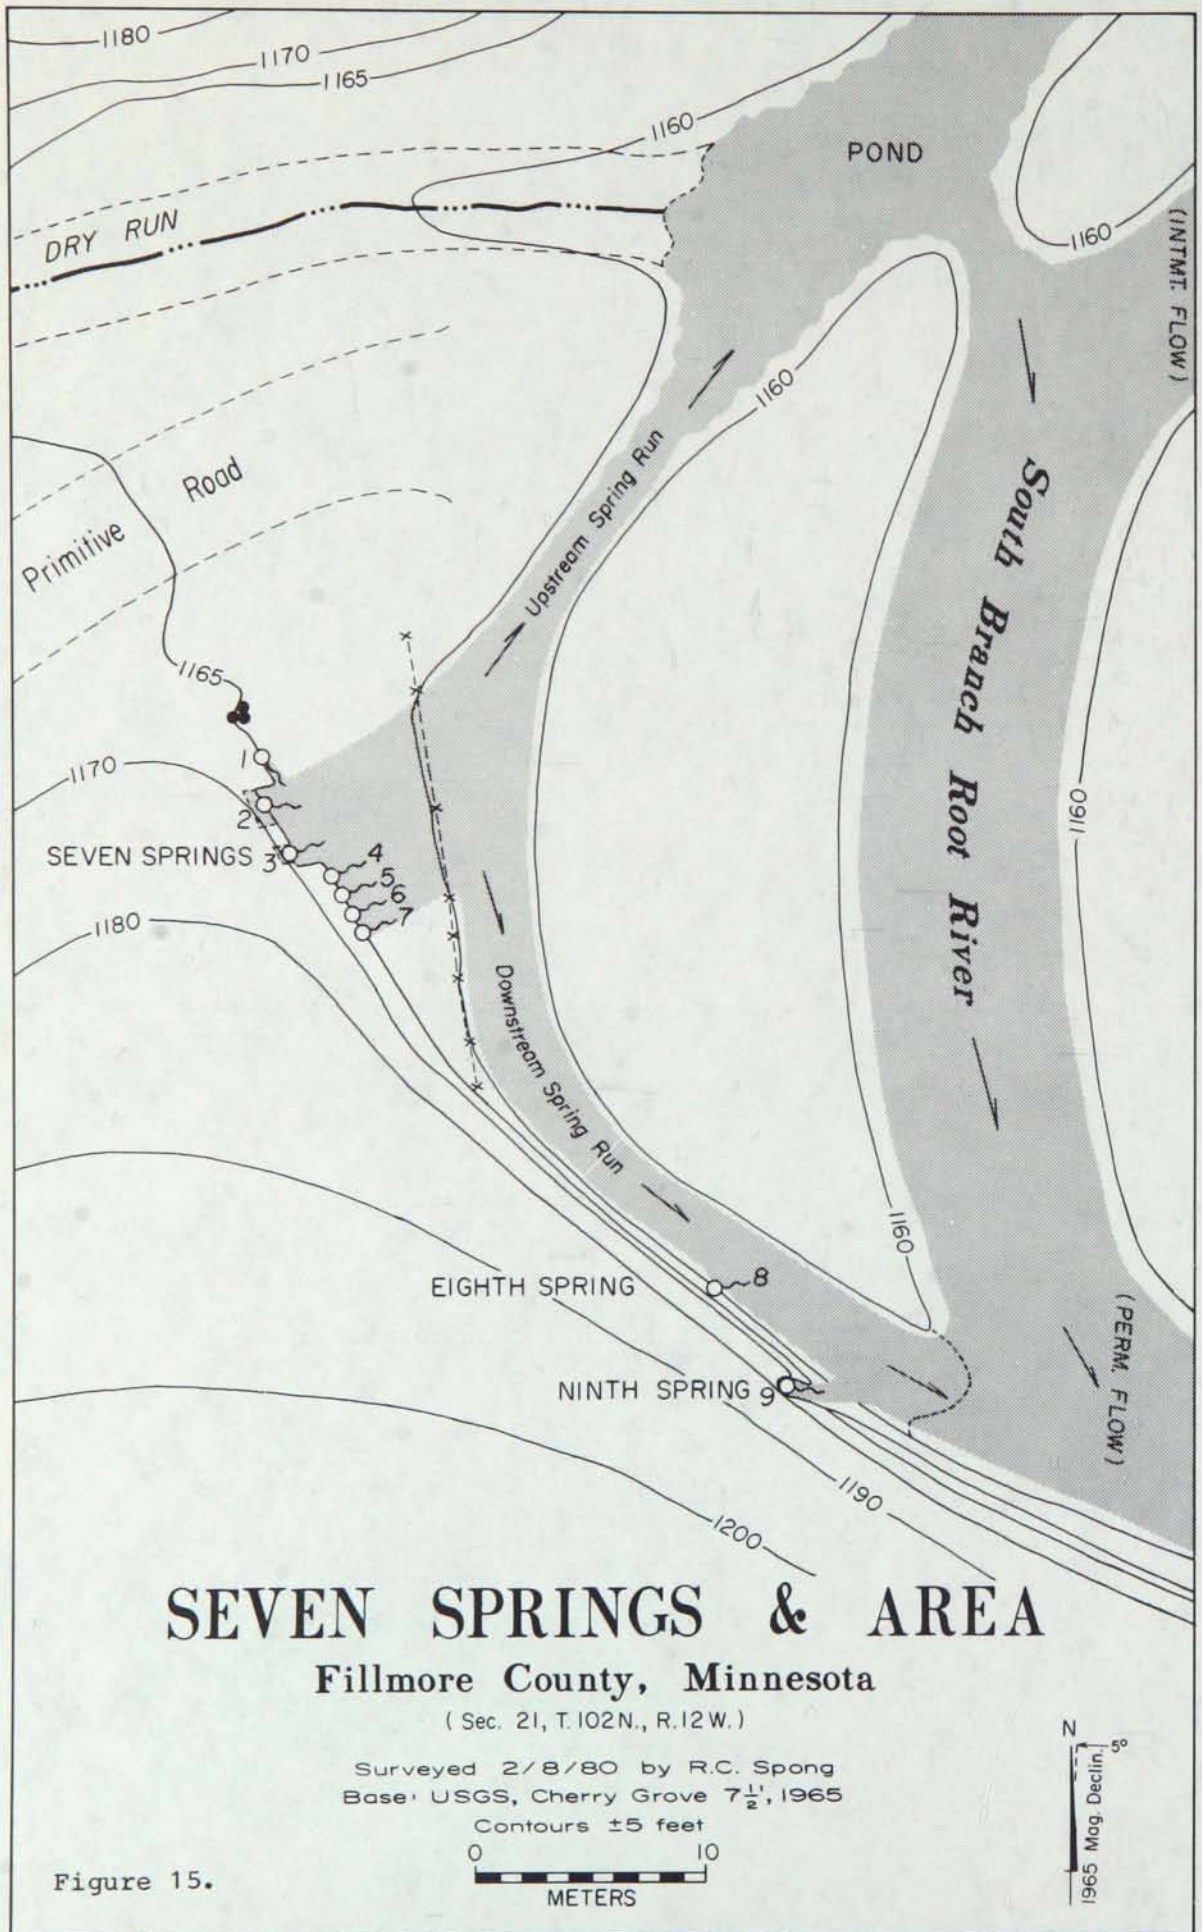 1180
1170
1165
1160
POND
DRY RUN
1160
(INTMT. FLOW)
1160
Road
Primitive
Upstream Spring Run
South Branch Root River
1165
1
1170
2
SEVEN SPRINGS 3
4
5
6
7
1180
1160
Downstream Spring Run
1160
EIGHTH SPRING
8
(PERM. FLOW)
NINTH SPRING 9
1190
1200
SEVEN SPRINGS & AREA
Fillmore County, Minnesota
(Sec. 21, T.102N., R.12W.)
Surveyed 2/8/80 by R.C. Spong
Base: USGS, Cherry Grove 7½', 1965
Contours ±5 feet
0 10
METERS
N
5°
1965 Mag. Declin.
Figure 15.